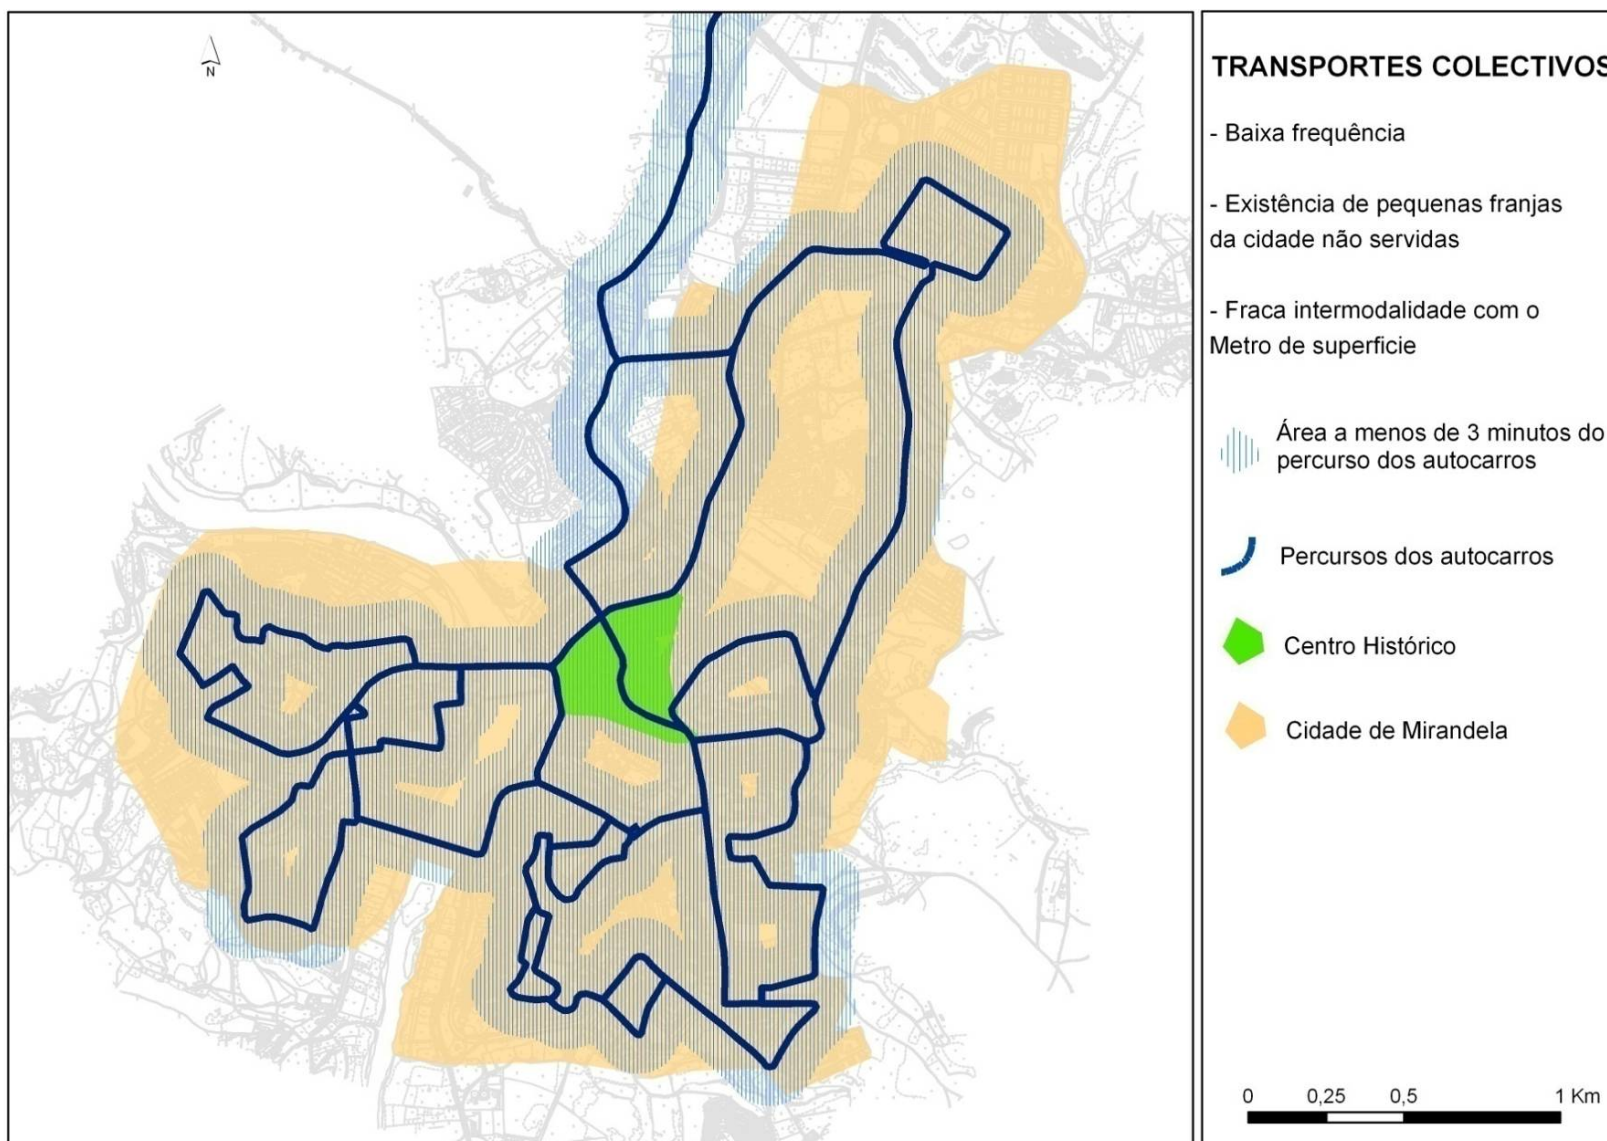 N
TRANSPORTES COLECTIVOS
- Baixa frequência
- Existência de pequenas franjas
da cidade não servidas
- Fraca intermodalidade com o
Metro de superficie
Área a menos de 3 minutos do
percurso dos autocarros
Percursos dos autocarros
Centro Histórico
Cidade de Mirandela
0 0,25 0,5 1 Km